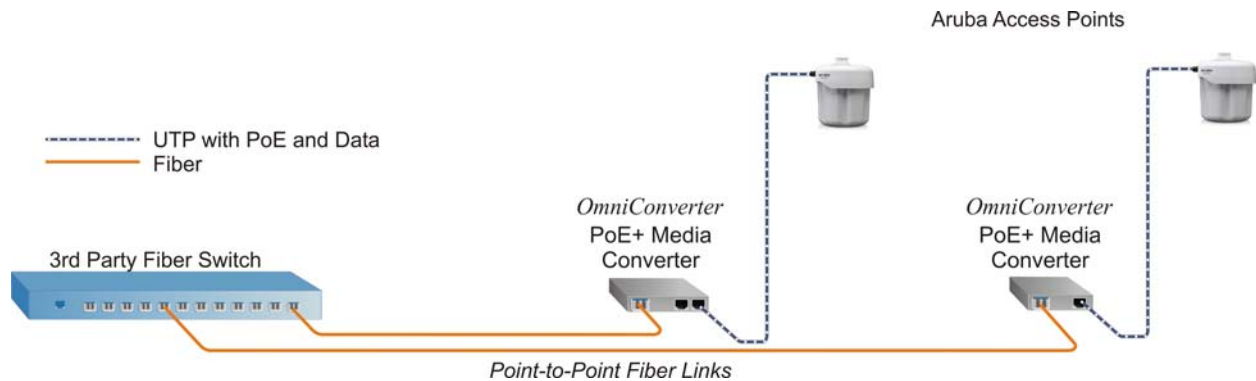 Aruba Access Points
UTP with PoE and Data
Fiber
OmniConverter
PoE+ Media
Converter
OmniConverter
PoE+ Media
Converter
3rd Party Fiber Switch
Point-to-Point Fiber Links